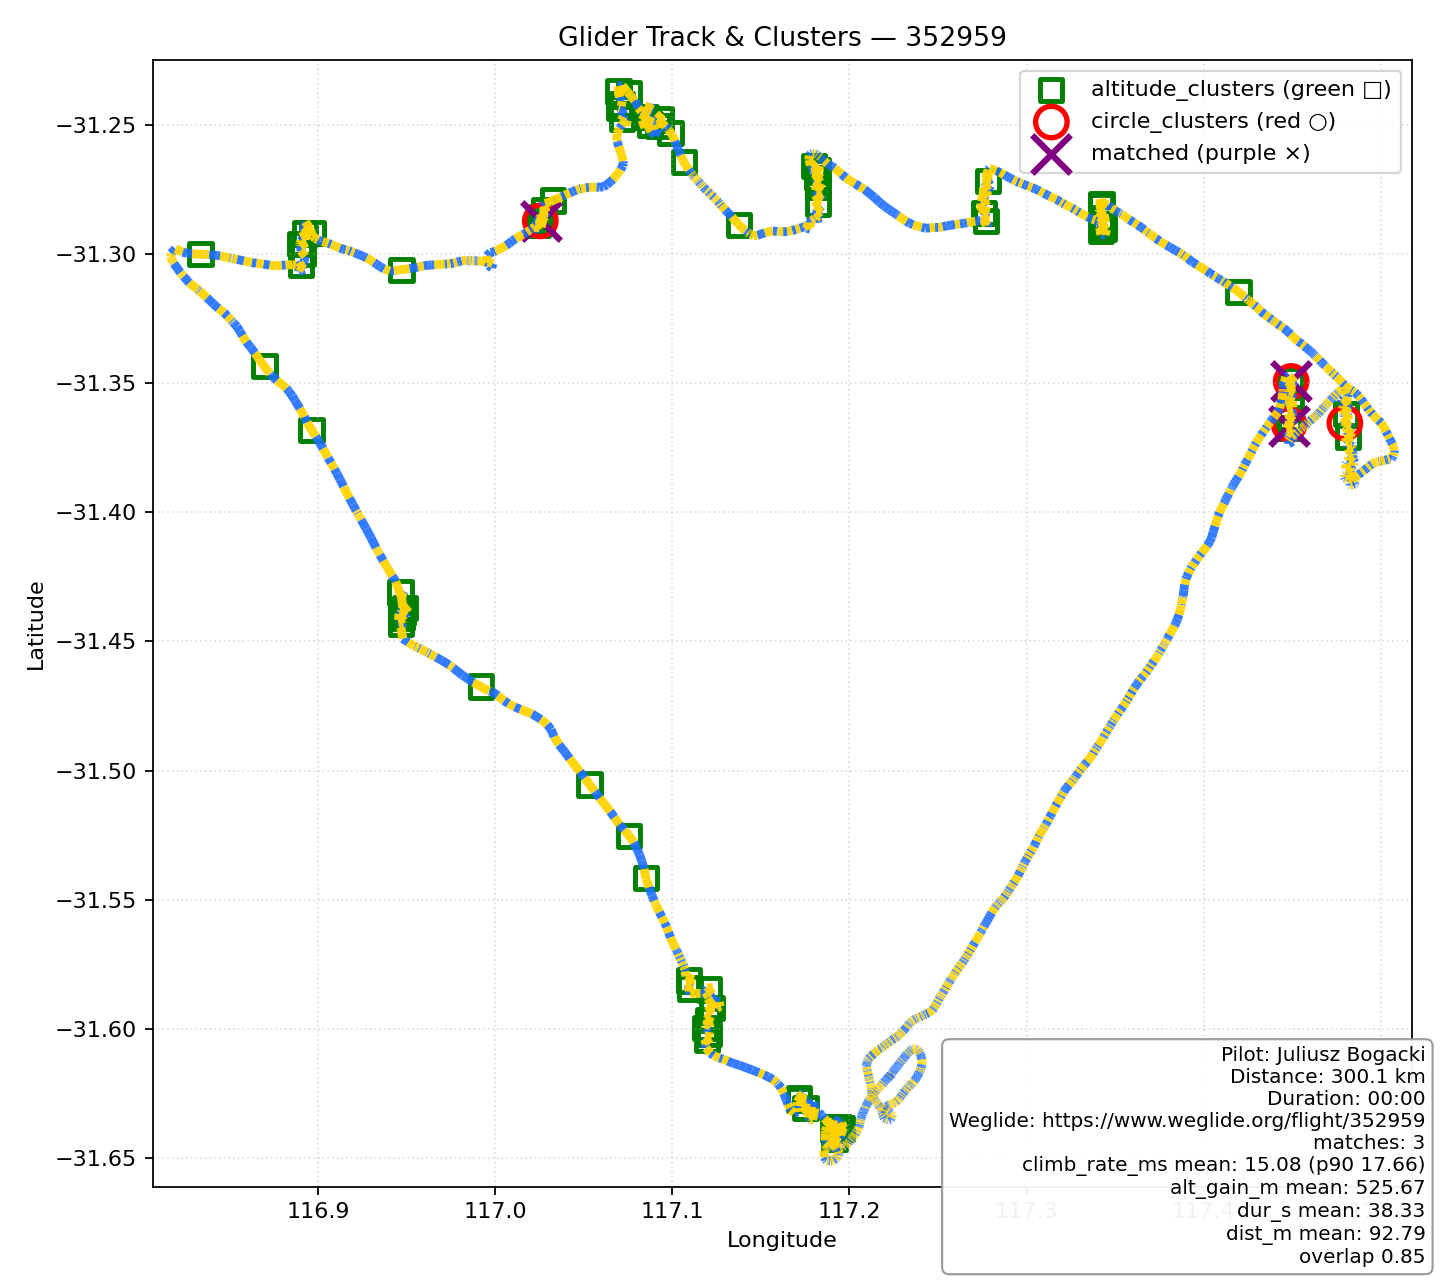 Glider Track & Clusters — 352959
altitude_clusters (green □)
circle_clusters (red ○)
matched (purple ×)
Latitude
−31.25
−31.30
−31.35
−31.40
−31.45
−31.50
−31.55
−31.60
−31.65
116.9
117.0
117.1
117.2
117.3
117.4
Longitude
Pilot: Juliusz Bogacki
Distance: 300.1 km
Duration: 00:00
Weglide: https://www.weglide.org/flight/352959
matches: 3
climb_rate_ms mean: 15.08 (p90 17.66)
alt_gain_m mean: 525.67
dur_s mean: 38.33
dist_m mean: 92.79
overlap 0.85